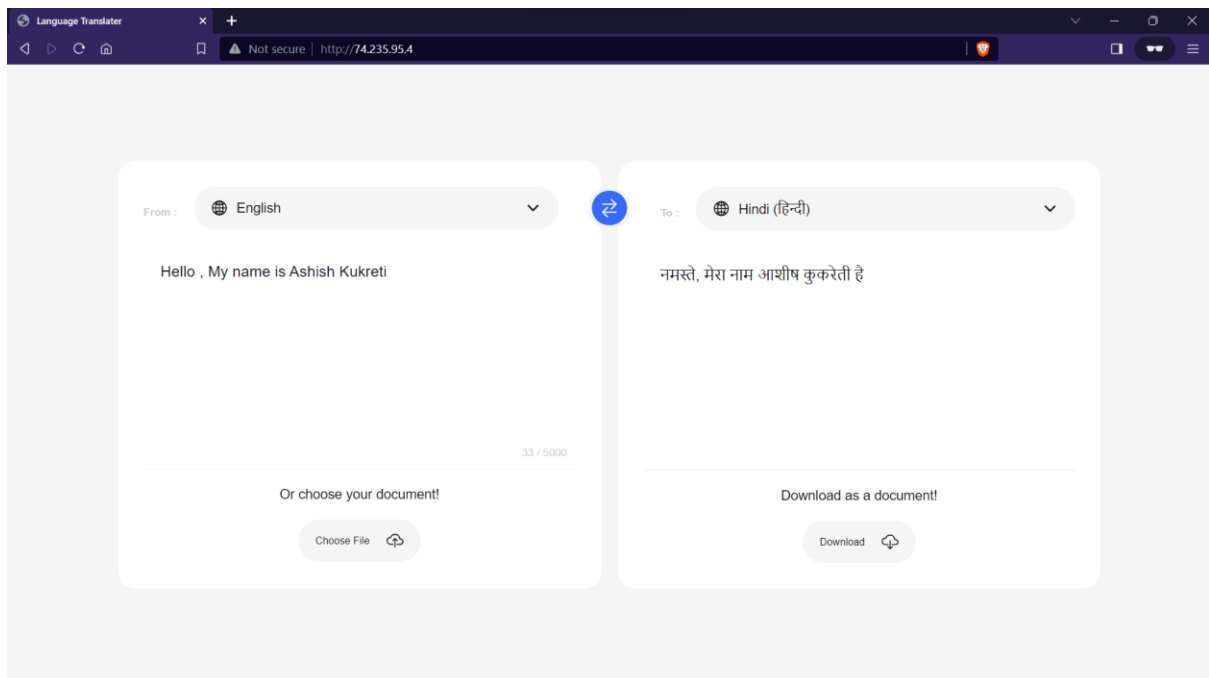 Language Translater
Not secure | http://74.235.95.4
From :
English
Hello , My name is Ashish Kukreti
33 / 5000
Or choose your document!
Choose File
To :
Hindi (हिन्दी)
नमस्ते, मेरा नाम आशीष कुकरेती है
Download as a document!
Download